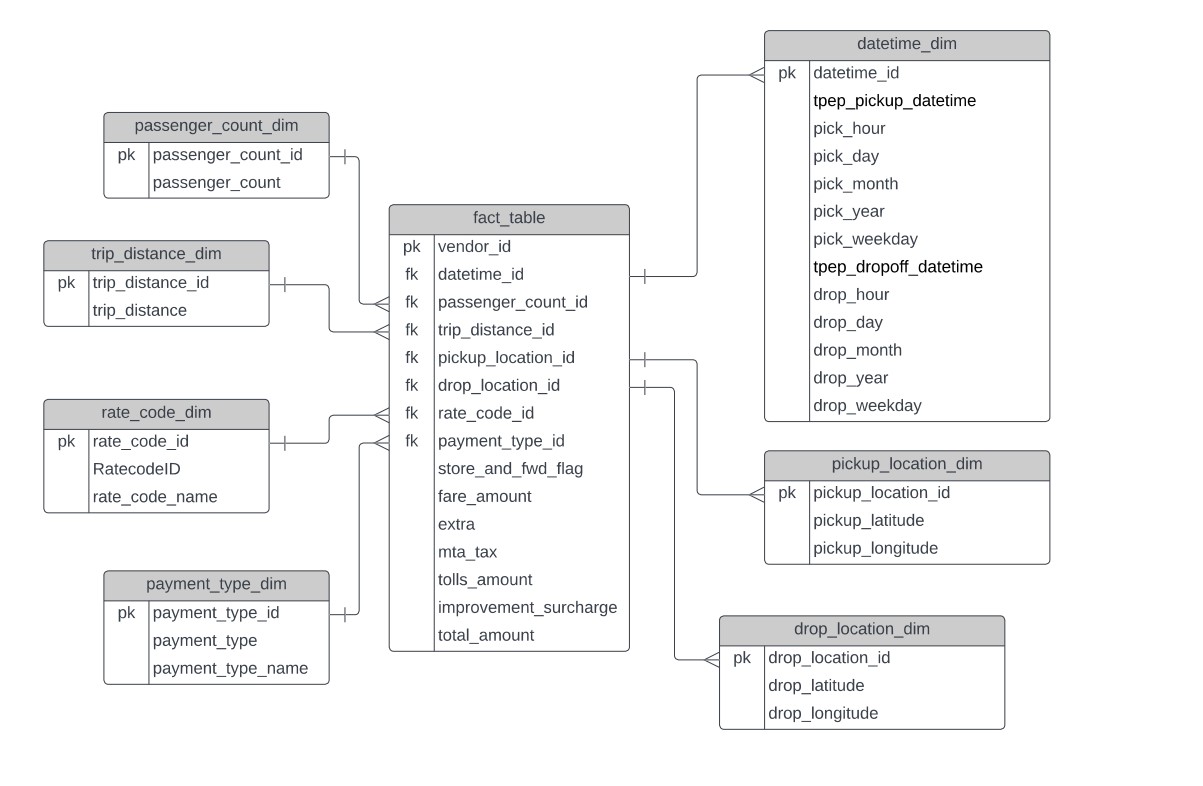 datetime_dim
pk datetime_id
tpep_pickup_datetime
pick_hour
pick_day
pick_month
pick_year
pick_weekday
tpep_dropoff_datetime
drop_hour
drop_day
drop_month
drop_year
drop_weekday
passenger_count_dim
pk passenger_count_id
passenger_count
trip_distance_dim
pk trip_distance_id
trip_distance
fact_table
pk vendor_id
fk datetime_id
fk passenger_count_id
fk trip_distance_id
fk pickup_location_id
fk drop_location_id
fk rate_code_id
fk payment_type_id
store_and_fwd_flag
fare_amount
extra
mta_tax
tolls_amount
improvement_surcharge
total_amount
rate_code_dim
pk rate_code_id
RatecodeID
rate_code_name
pickup_location_dim
pk pickup_location_id
pickup_latitude
pickup_longitude
payment_type_dim
pk payment_type_id
payment_type
payment_type_name
drop_location_dim
pk drop_location_id
drop_latitude
drop_longitude